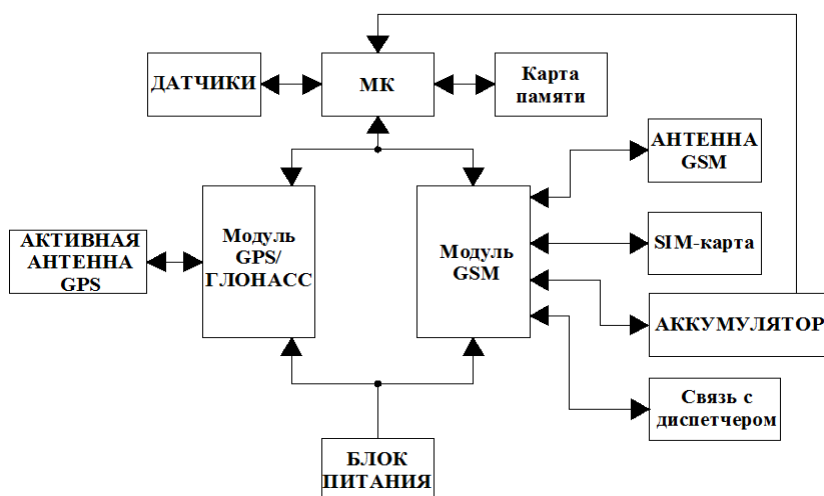 ДАТЧИКИ
МК
Карта
памяти
АНТЕННА
GSM
Модуль
GPS/
ГЛОНАСС
АКТИВНАЯ
АНТЕННА
GPS
Модуль
GSM
SIM-карта
АККУМУЛЯТОР
Связь с
диспетчером
БЛОК
ПИТАНИЯ